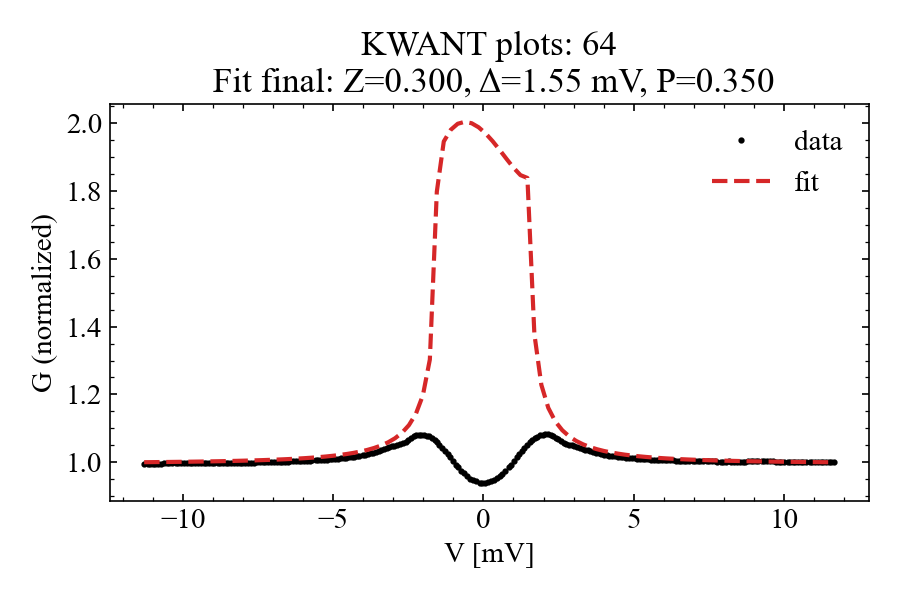 KWANT plots: 64
Fit final: Z=0.300, Δ=1.55 mV, P=0.350
data
fit
G (normalized)
2.0
1.8
1.6
1.4
1.2
1.0
−10
−5
0
5
10
V [mV]